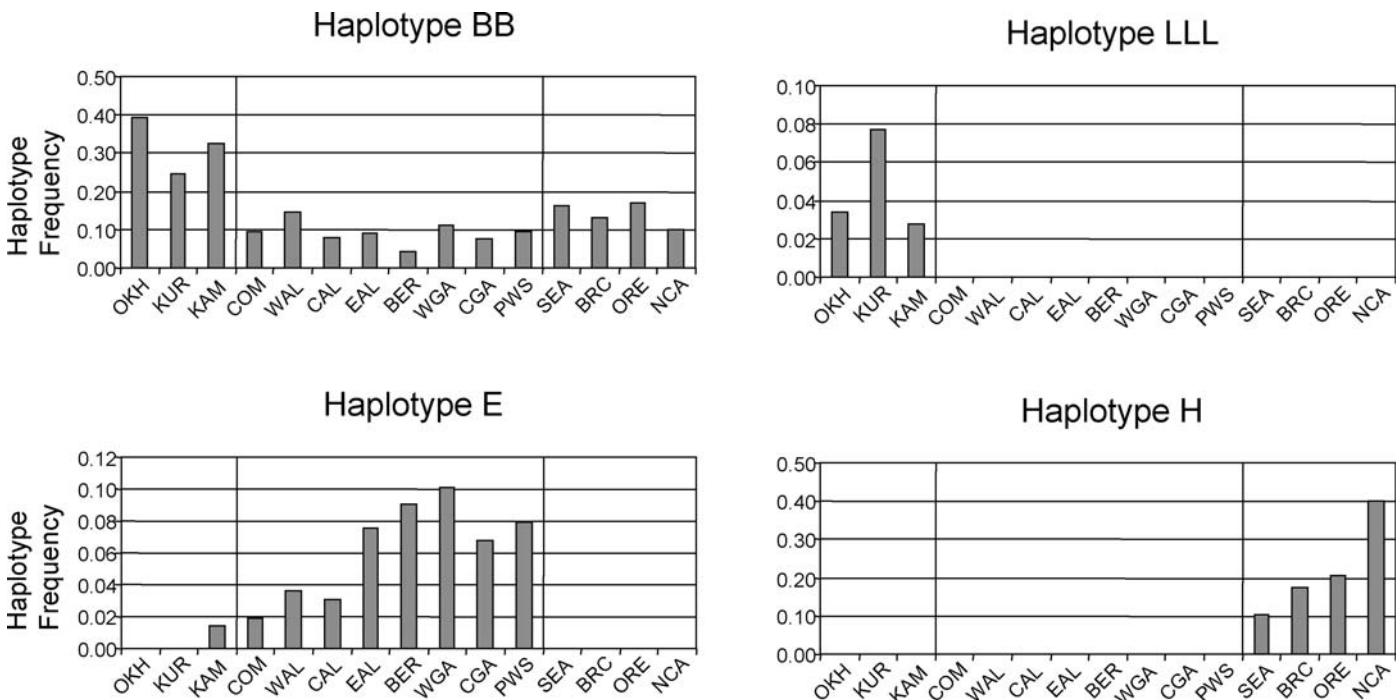 Haplotype BB
Haplotype Frequency
0.50
0.40
0.30
0.20
0.10
0.00
OKH KUR KAM COM WAL CAL EAL BER WGA CGA PWS SEA BRC ORE NCA
Haplotype LLL
0.10
0.08
0.06
0.04
0.02
0.00
OKH KUR KAM COM WAL CAL EAL BER WGA CGA PWS SEA BRC ORE NCA
Haplotype E
Haplotype Frequency
0.12
0.10
0.08
0.06
0.04
0.02
0.00
OKH KUR KAM COM WAL CAL EAL BER WGA CGA PWS SEA BRC ORE NCA
Haplotype H
0.50
0.40
0.30
0.20
0.10
0.00
OKH KUR KAM COM WAL CAL EAL BER WGA CGA PWS SEA BRC ORE NCA